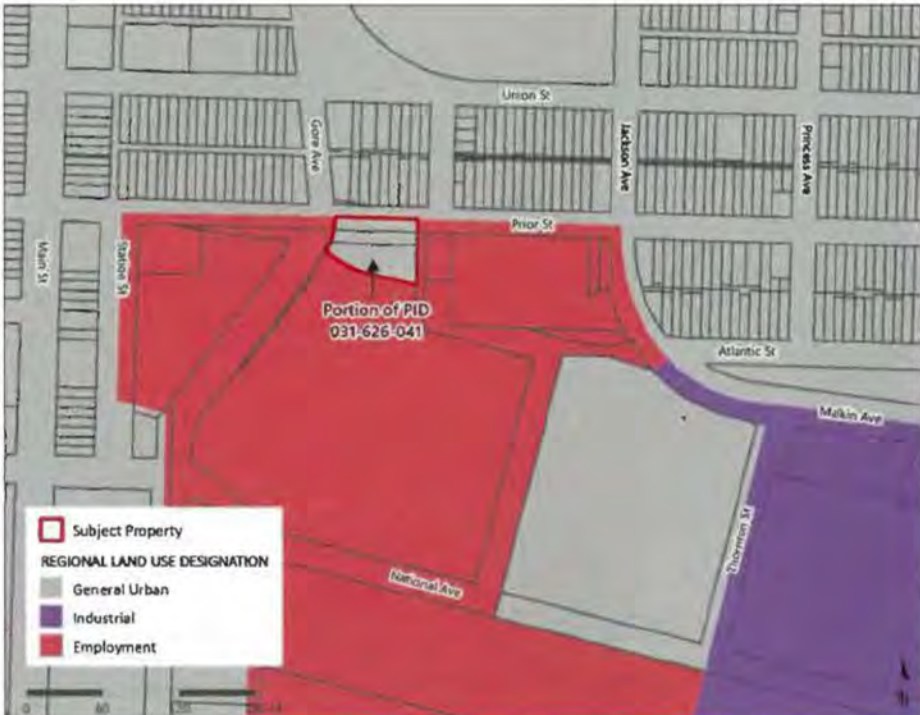 Union St
Gore Ave
Jackson Ave
Princess Ave
Prior St
Main St
Station St
Portion of PID
031-626-041
Atlantic St
Malkin Ave
Thornton St
National Ave
Subject Property
REGIONAL LAND USE DESIGNATION
General Urban
Industrial
Employment
0
60